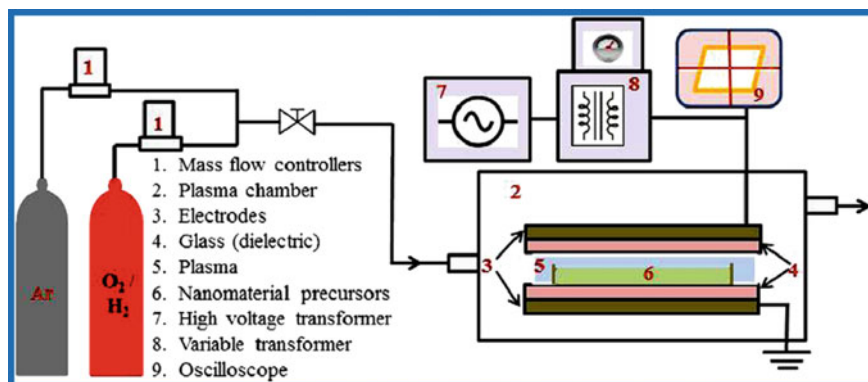 1
1
7
8
9
1. Mass flow controllers
2. Plasma chamber
3. Electrodes
4. Glass (dielectric)
5. Plasma
6. Nanomaterial precursors
7. High voltage transformer
8. Variable transformer
9. Oscilloscope
Ar
O₂/
H₂
2
3
5
6
4